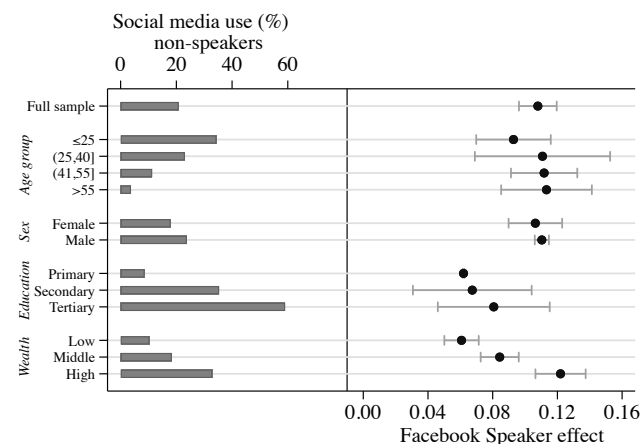 Social media use (%)
non-speakers
0 20 40 60
Full sample
Age group
≤25
(25,40]
(41,55]
>55
Sex
Female
Male
Education
Primary
Secondary
Tertiary
Wealth
Low
Middle
High
0.00 0.04 0.08 0.12 0.16
Facebook Speaker effect